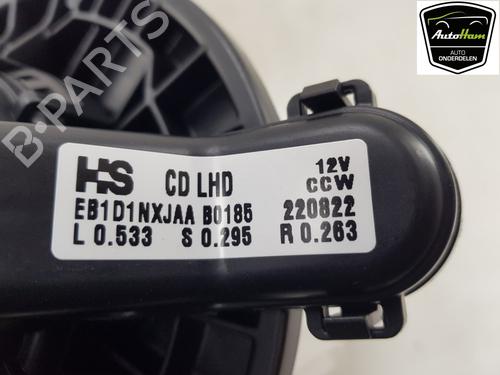 AUTOHAM
AUTO
ONDERDELEN
B-PARTS
HS CD LHD 12V
CCW
EB1D1NXJAA B0185 220822
L 0.533 S 0.295 R 0.263